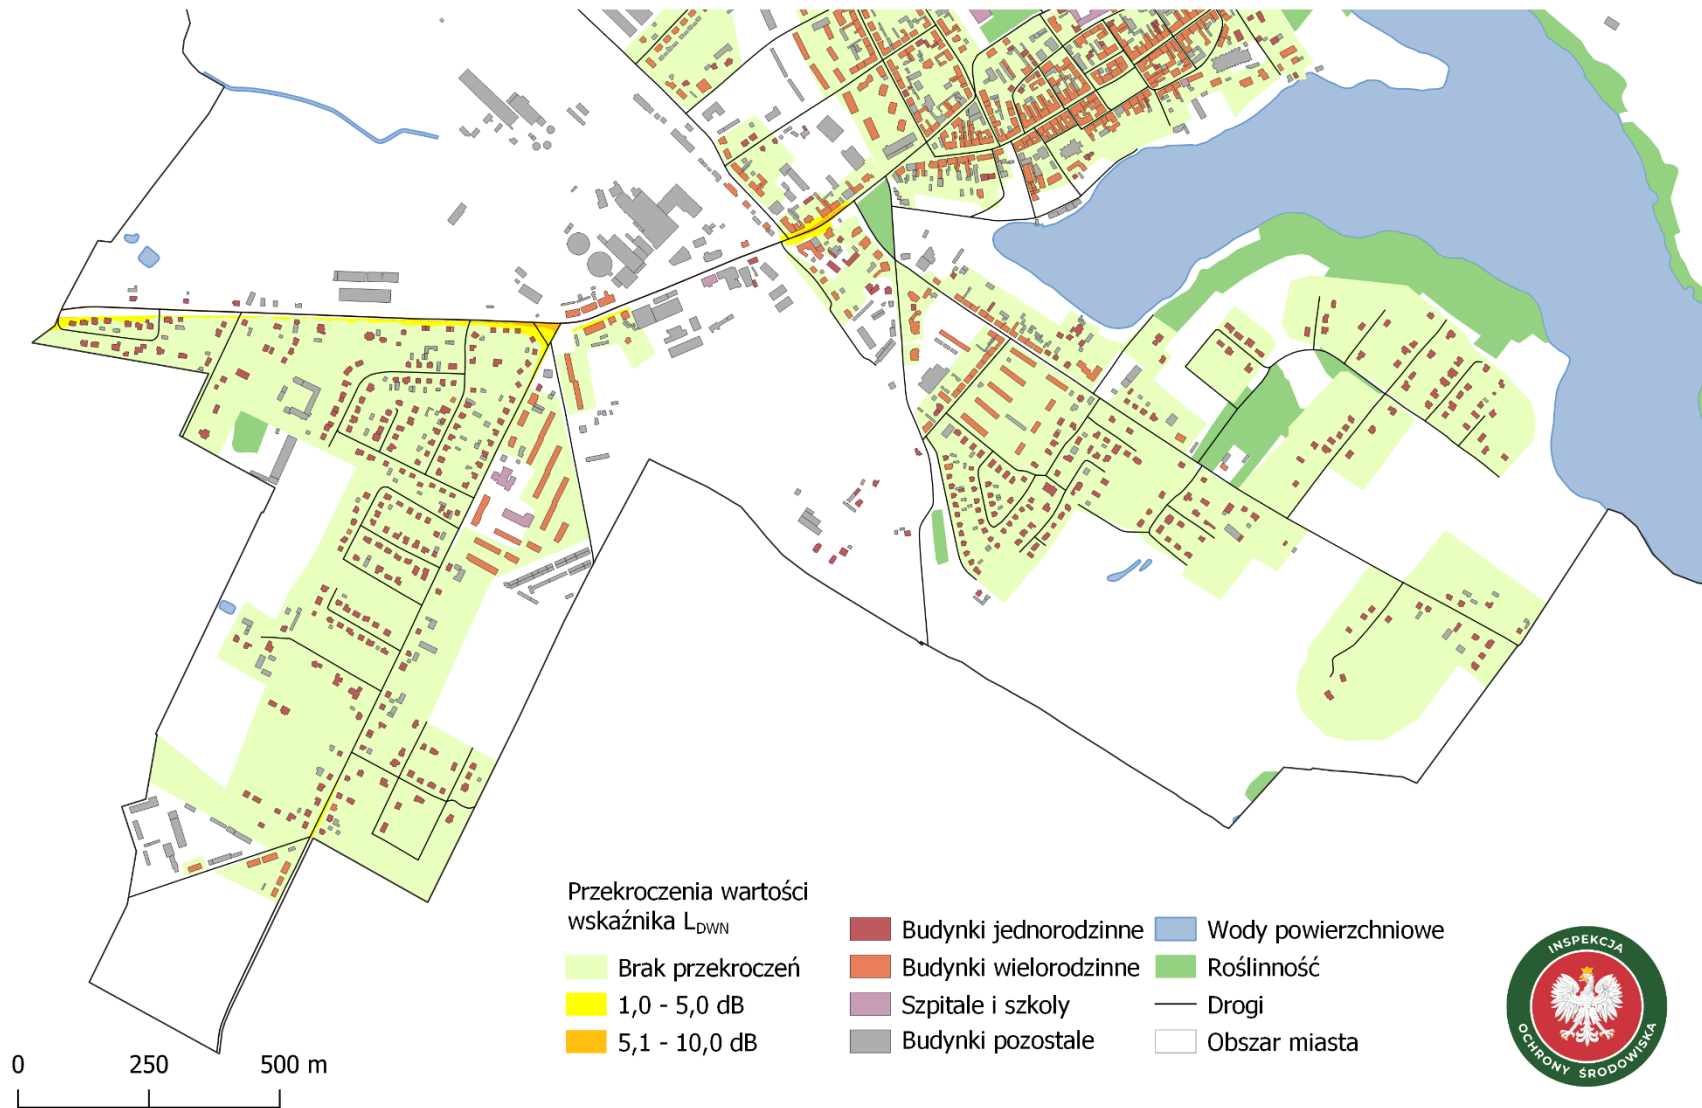 Przekroczenia wartości
wskaźnika LDWN
Brak przekroczeń
1,0 - 5,0 dB
5,1 - 10,0 dB
Budynki jednorodzinne
Budynki wielorodzinne
Szpitale i szkoly
Budynki pozostałe
Wody powierzchniowe
Roślinność
Drogi
Obszar miasta
0 250 500 m
INSPEKCJA
OCHRONY ŚRODOWISKA